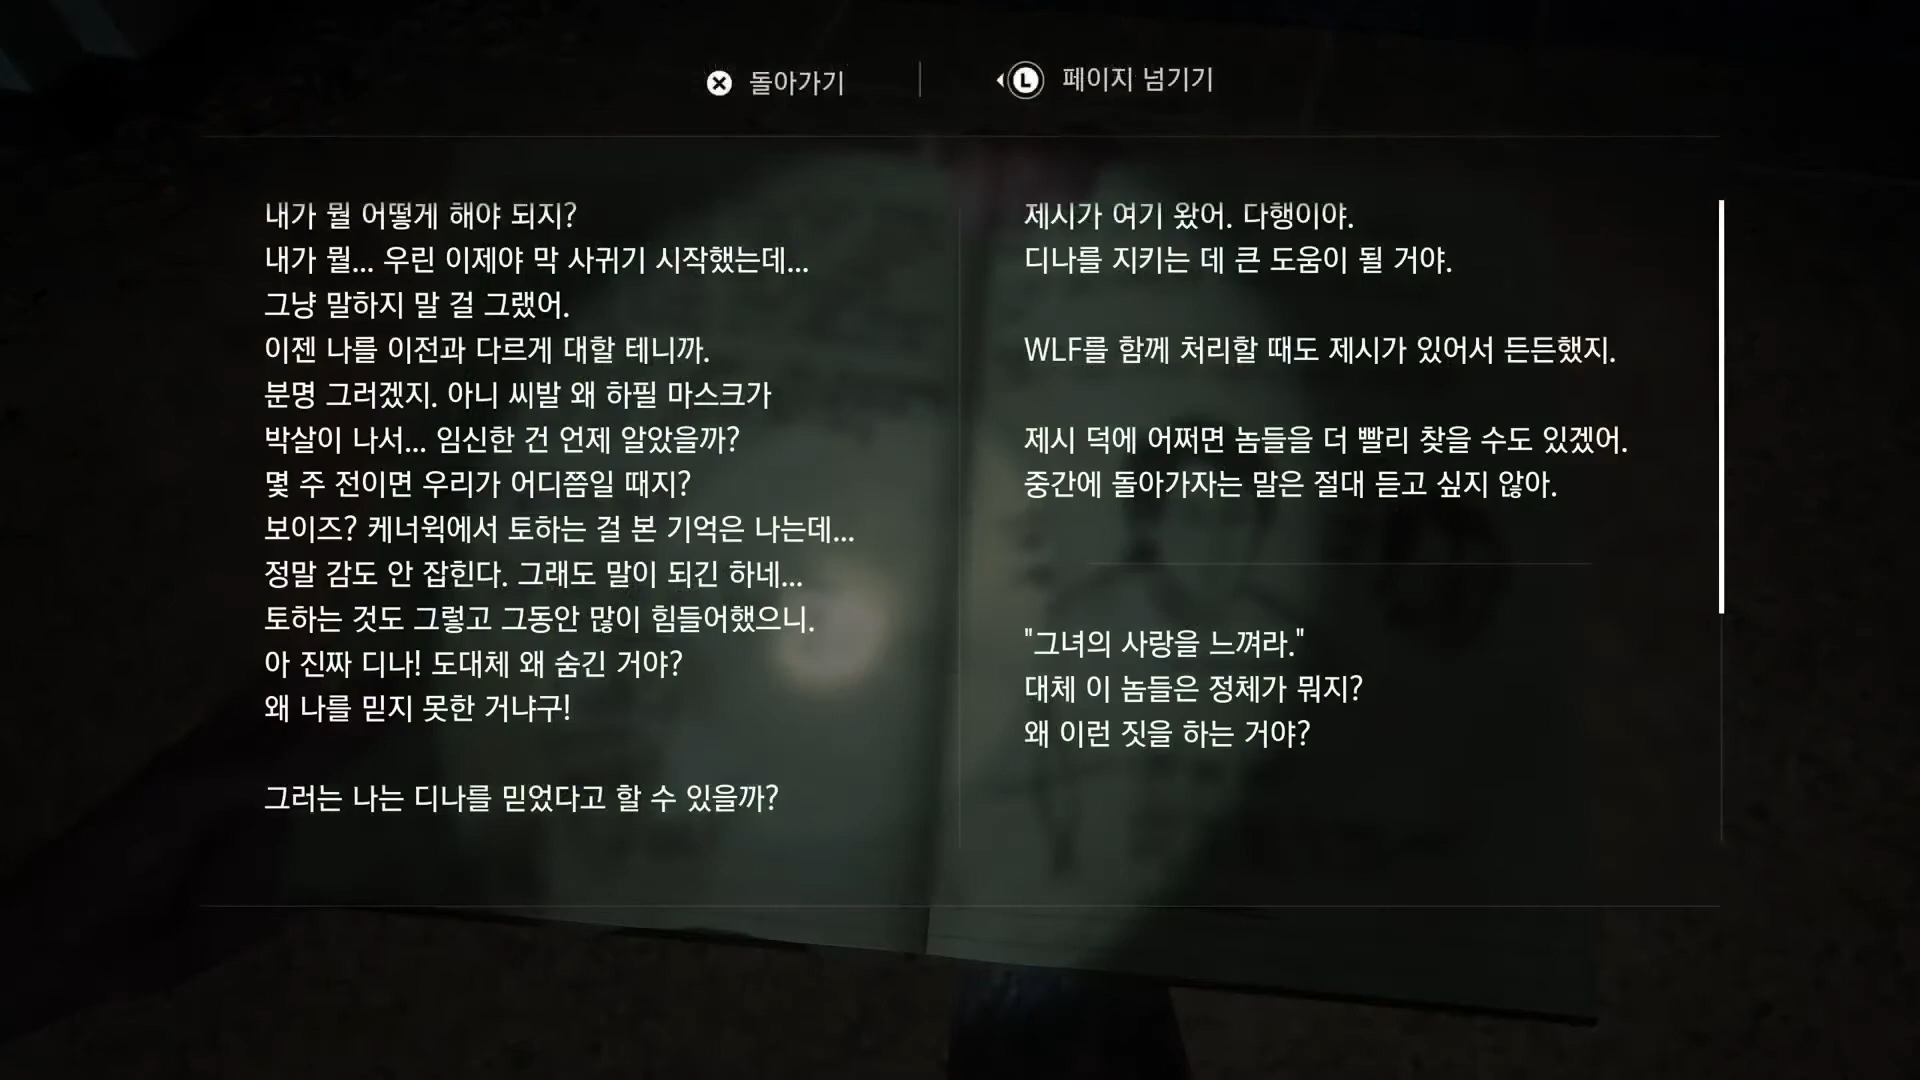 돌아가기
L 페이지 넘기기
내가 뭘 어떻게 해야 되지?
내가 뭘... 우린 이제야 막 사귀기 시작했는데...
그냥 말하지 말 걸 그랬어.
이젠 나를 이전과 다르게 대할 테니까.
분명 그러겠지. 아니 씨발 왜 하필 마스크가
박살이 나서... 임신한 건 언제 알았을까?
몇 주 전이면 우리가 어디쯤일 때지?
보이즈? 케너윅에서 토하는 걸 본 기억은 나는데...
정말 감도 안 잡힌다. 그래도 말이 되긴 하네...
토하는 것도 그렇고 그동안 많이 힘들어했으니.
아 진짜 디나! 도대체 왜 숨긴 거야?
왜 나를 믿지 못한 거냐구!
그러는 나는 디나를 믿었다고 할 수 있을까?
제시가 여기 왔어. 다행이야.
디나를 지키는 데 큰 도움이 될 거야.
WLF를 함께 처리할 때도 제시가 있어서 든든했지.
제시 덕에 어쩌면 놈들을 더 빨리 찾을 수도 있겠어.
중간에 돌아가자는 말은 절대 듣고 싶지 않아.
"그녀의 사랑을 느껴라."
대체 이 놈들은 정체가 뭐지?
왜 이런 짓을 하는 거야?